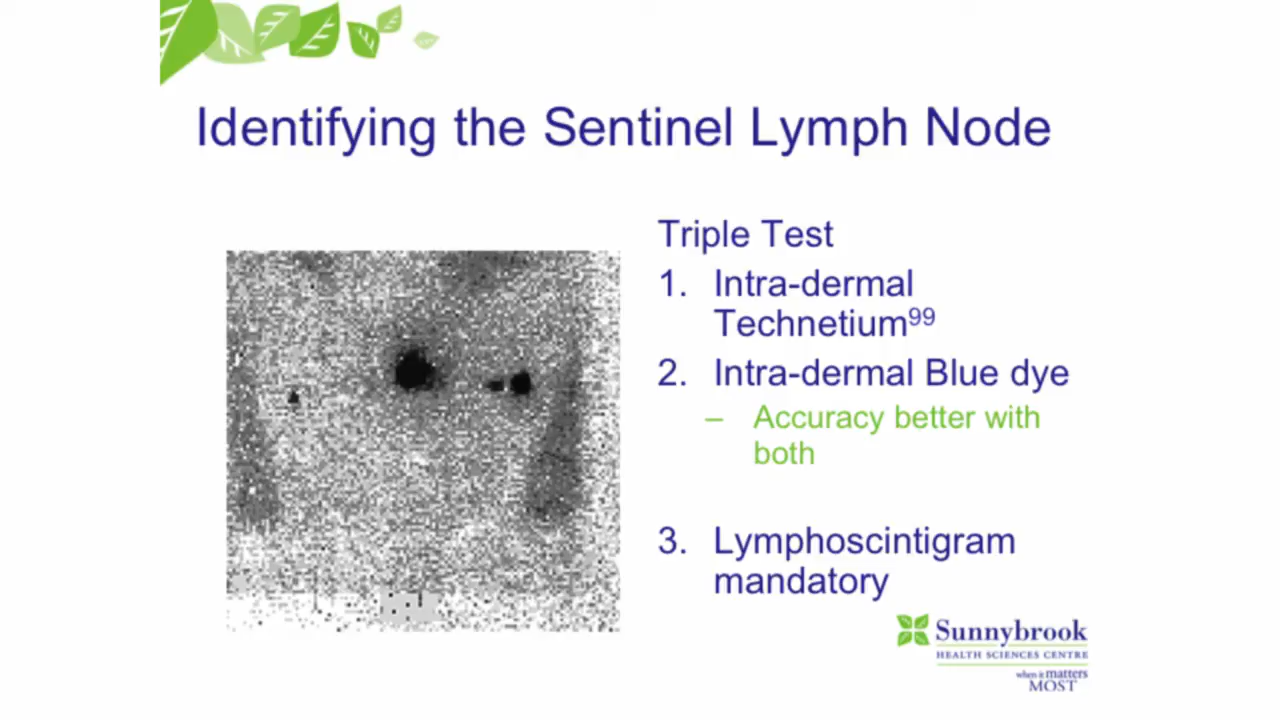 Identifying the Sentinel Lymph Node
Triple Test
1. Intra-dermal
Technetium99
2. Intra-dermal Blue dye
– Accuracy better with
both
3. Lymphoscintigram
mandatory
Sunnybrook
HEALTH SCIENCES CENTRE
when it matters
MOST